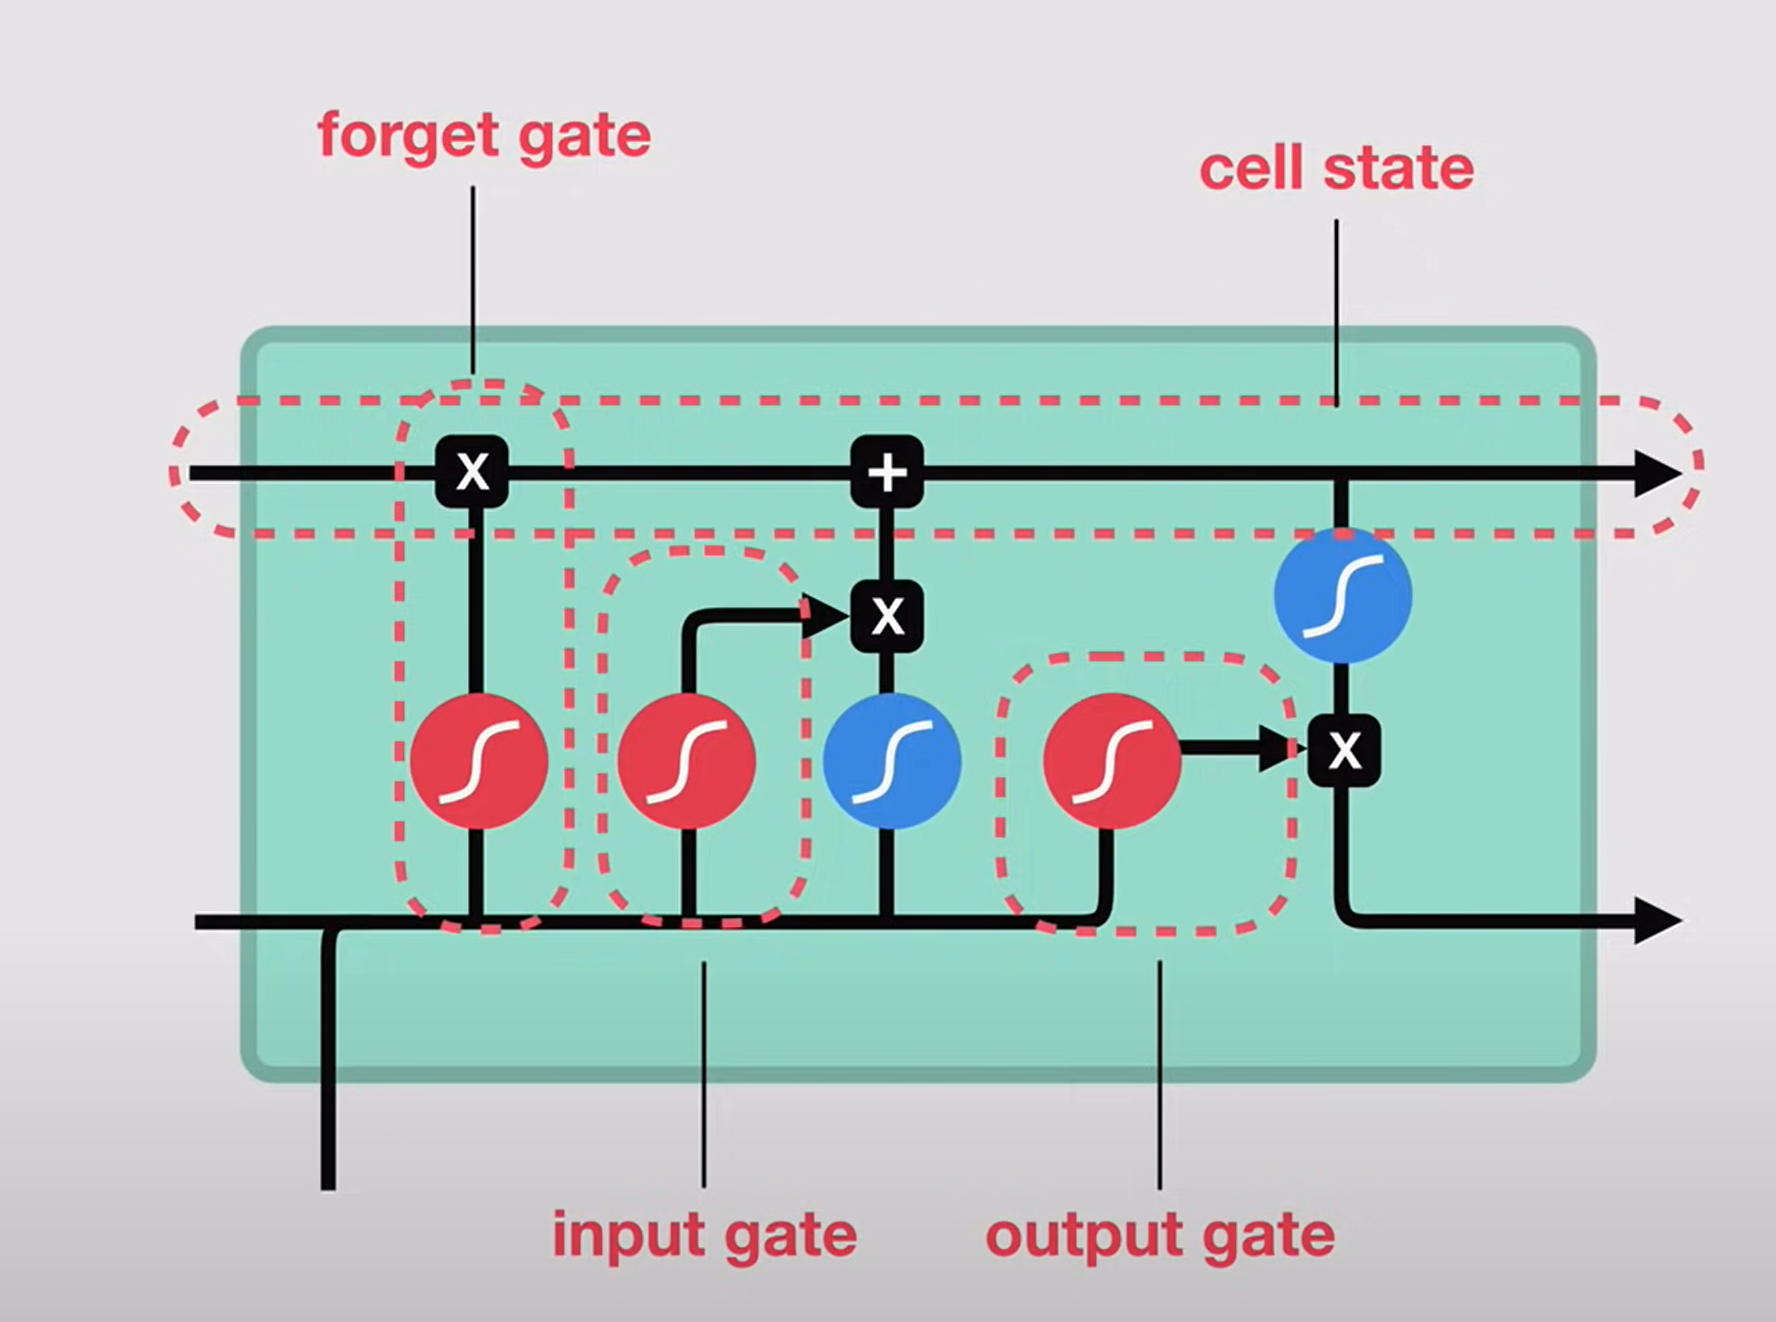 forget gate
cell state
X
+
X
X
input gate
output gate